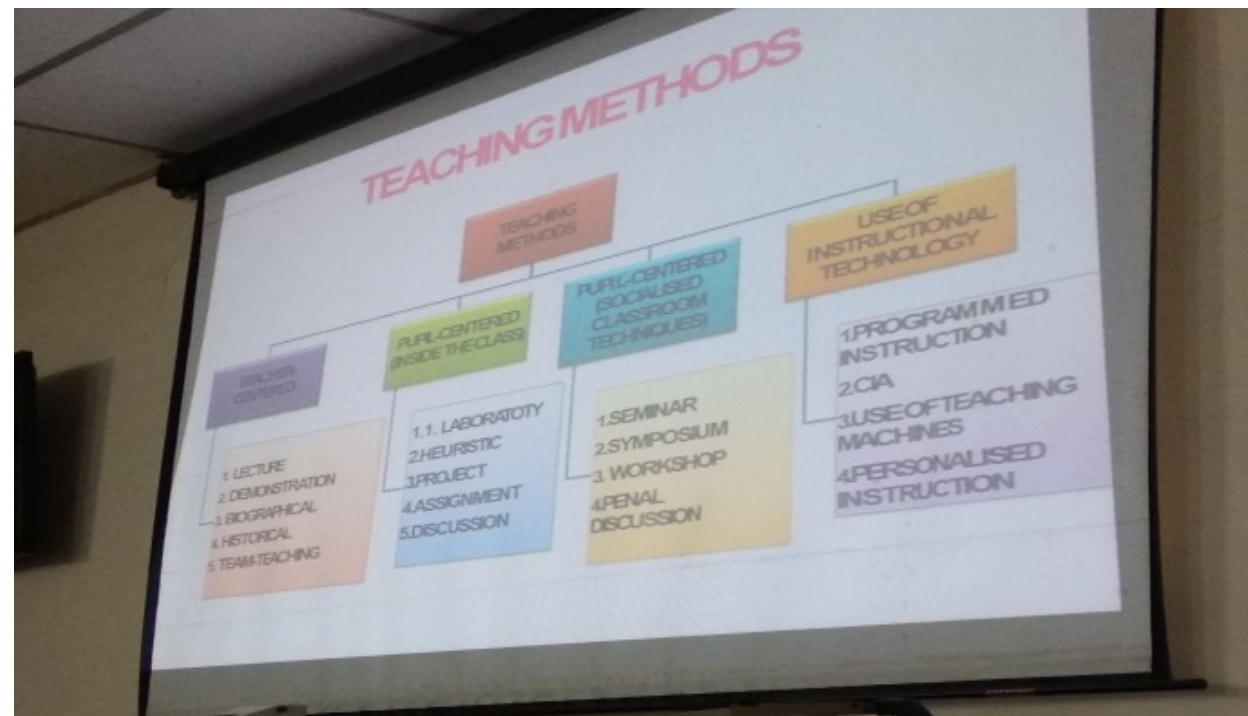 TEACHING METHODS
TEACHING
METHODS
TEACHER-
CENTERED
1. LECTURE
2. DEMONSTRATION
3. BIOGRAPHICAL
4. HISTORICAL
5. TEAM-TEACHING
PUPIL-CENTERED
(INSIDE THE CLASS)
1.1. LABORATOTY
2.HEURISTIC
3.PROJECT
4.ASSIGNMENT
5.DISCUSSION
PUPIL-CENTERED
(SOCIALISED
CLASSROOM
TECHNIQUES)
1.SEMINAR
2.SYMPOSIUM
3. WORKSHOP
4.PENAL
DISCUSSION
USE OF
INSTRUCTIONAL
TECHNOLOGY
1.PROGRAMMED
INSTRUCTION
2.CIA
3.USE OF TEACHING
MACHINES
4.PERSONALISED
INSTRUCTION